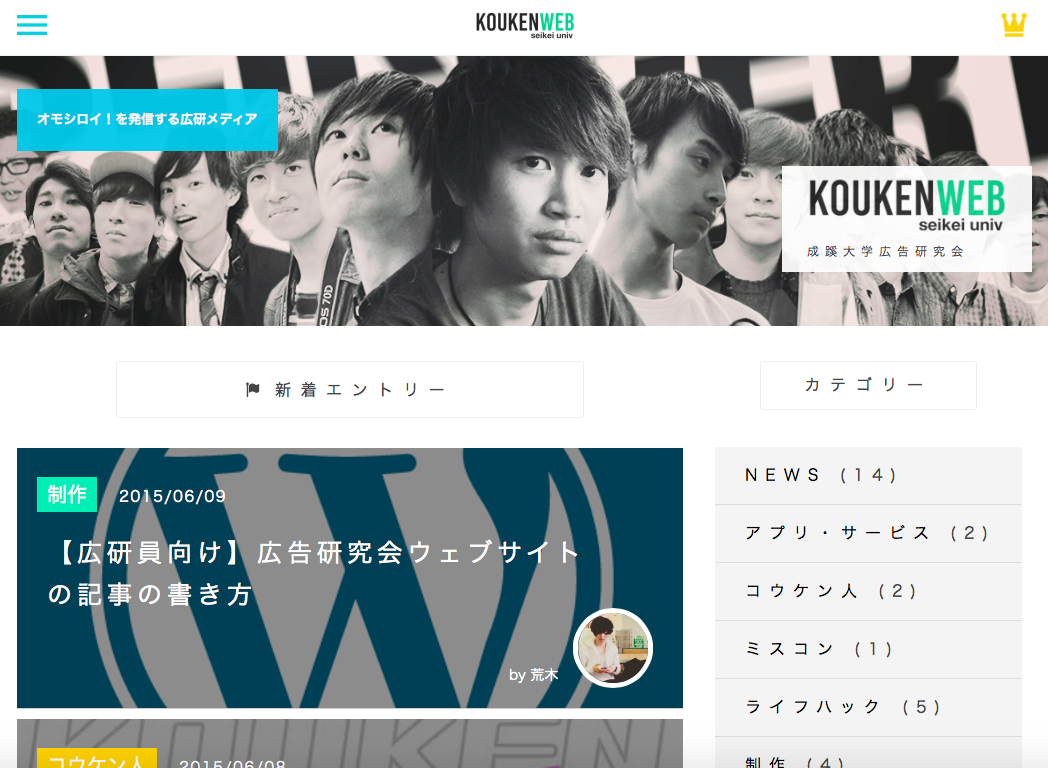 KOUKENWEB
seikei univ
オモシロイ！を発信する広研メディア
KOUKENWEB
seikei univ
成蹊大学広告研究会
OS 70D
新着エントリー
カテゴリー
制作 2015/06/09
【広研員向け】広告研究会ウェブサイト
の記事の書き方
by 荒木
NEWS (14)
アプリ・サービス (2)
コウケン人 (2)
ミスコン (1)
ライフハック (5)
制作 (4)
KOUKEN
コウケン人 2015/06/08